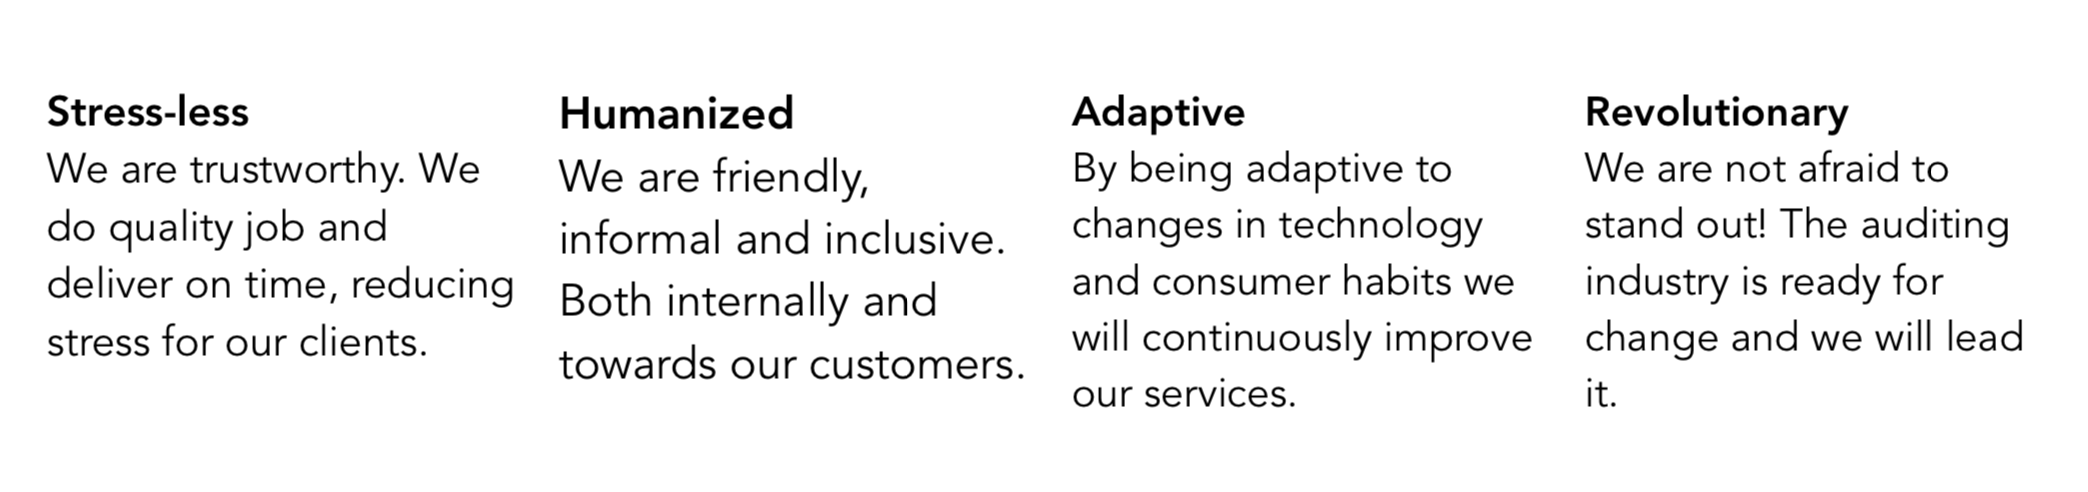 Stress-less
We are trustworthy. We
do quality job and
deliver on time, reducing
stress for our clients.
Humanized
We are friendly,
informal and inclusive.
Both internally and
towards our customers.
Adaptive
By being adaptive to
changes in technology
and consumer habits we
will continuously improve
our services.
Revolutionary
We are not afraid to
stand out! The auditing
industry is ready for
change and we will lead
it.